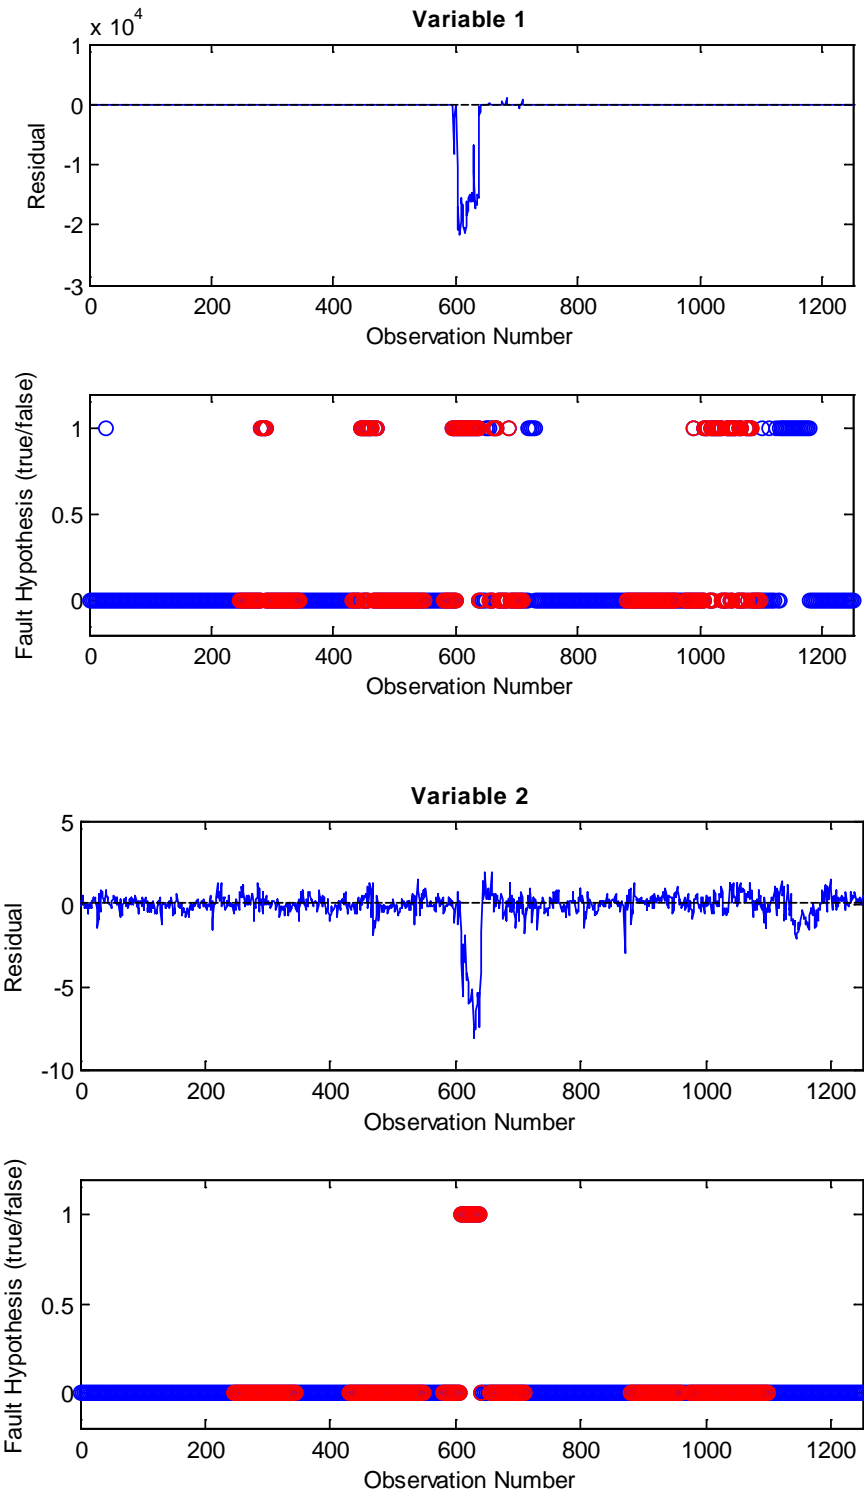 Variable 1
x 10^4
1
0
-1
-2
-3
Residual
0 200 400 600 800 1000 1200
Observation Number
Fault Hypothesis (true/false)
1
0.5
0
0 200 400 600 800 1000 1200
Observation Number
Variable 2
5
0
-5
-10
Residual
0 200 400 600 800 1000 1200
Observation Number
Fault Hypothesis (true/false)
1
0.5
0
0 200 400 600 800 1000 1200
Observation Number